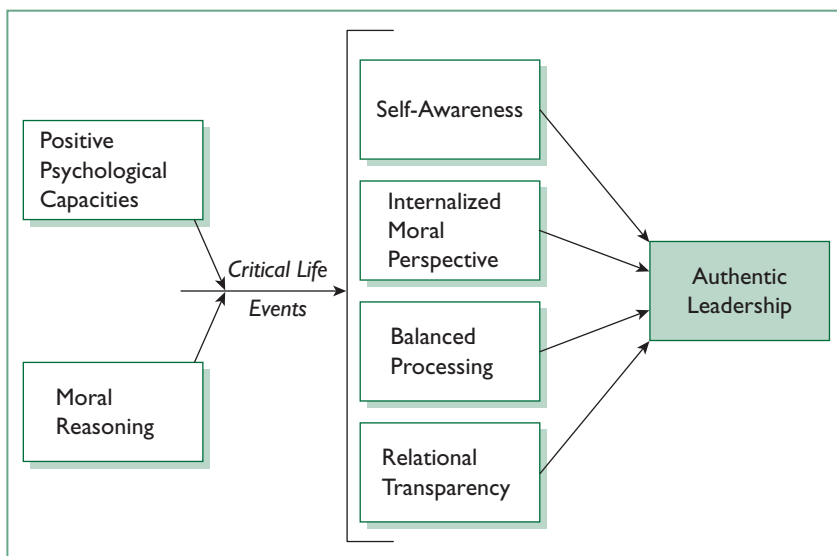 Positive
Psychological
Capacities
Moral
Reasoning
Critical Life
Events
Self-Awareness
Internalized
Moral
Perspective
Balanced
Processing
Relational
Transparency
Authentic
Leadership